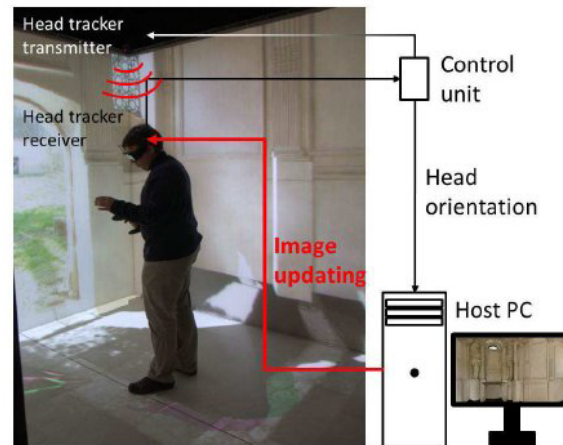 Head tracker
transmitter
Head tracker
receiver
Control
unit
Head
orientation
Image
updating
Host PC